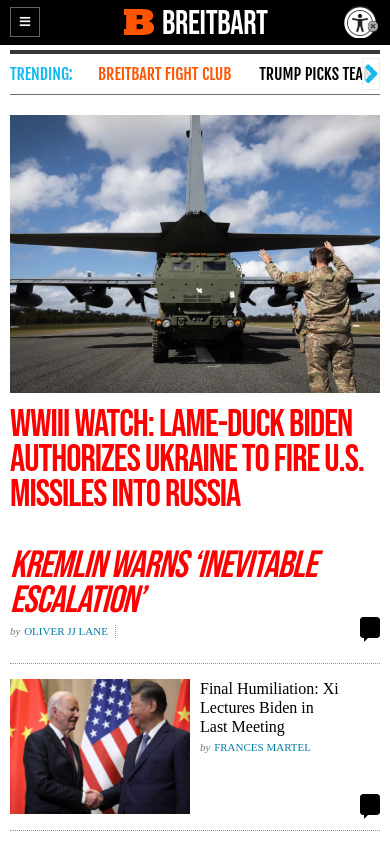 BREITBART
TRENDING:
BREITBART FIGHT CLUB
TRUMP PICKS TEA
WWIII WATCH: LAME-DUCK BIDEN
AUTHORIZES UKRAINE TO FIRE U.S.
MISSILES INTO RUSSIA
KREMLIN WARNS ‘INEVITABLE
ESCALATION’
by OLIVER JJ LANE
Final Humiliation: Xi
Lectures Biden in
Last Meeting
by FRANCES MARTEL